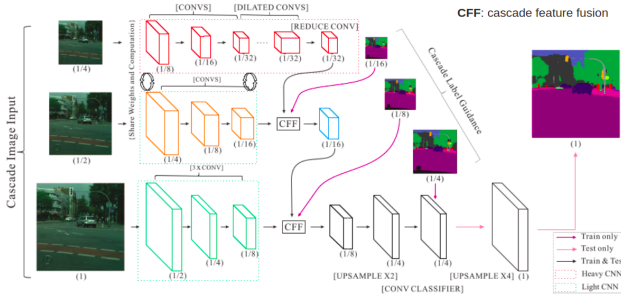 CFF: cascade feature fusion
[CONVS]
[DILATED CONVS]
[REDUCE CONV]
(1/4)
(1/8)
(1/16)
(1/32)
(1/32)
(1/32)
(1/16)
Cascade Image Input
[Share Weights and Computation]
Cascade Label Guidance
[CONVS]
(1/2)
(1/4)
(1/8)
(1/16)
CFF
(1/16)
(1/8)
(1)
[3 X CONV]
(1)
(1/2)
(1/4)
(1/8)
CFF
(1/8)
(1/4)
(1/4)
(1/4)
(1)
[UPSAMPLE X2]
[CONV CLASSIFIER]
[UPSAMPLE X4]
Train only
Test only
Train & Test
Heavy CNN
Light CNN